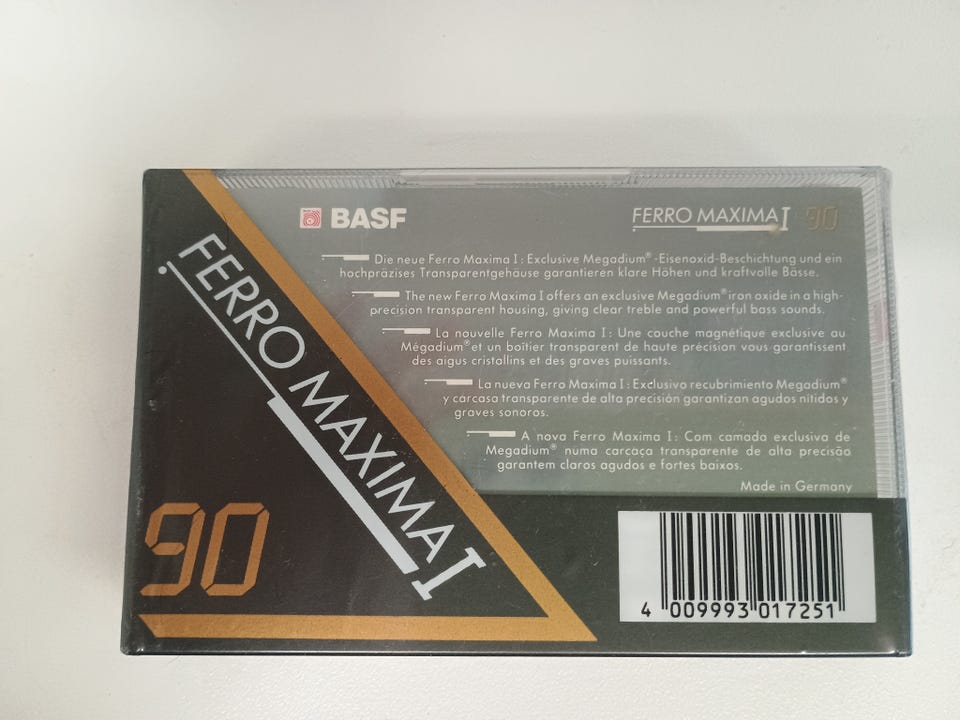 BASF
FERRO MAXIMA I 90
Die neue Ferro Maxima I: Exclusive Megadium®-Eisenoxid-Beschichtung und ein
hochpräzises Transparentgehäuse garantieren klare Höhen und kraftvolle Bässe.
The new Ferro Maxima I offers an exclusive Megadium® iron oxide in a high-
precision transparent housing, giving clear treble and powerful bass sounds.
La nouvelle Ferro Maxima I: Une couche magnétique exclusive au
Mégadium® et un boîtier transparent de haute précision vous garantissent
des aigus cristallins et des graves puissants.
La nueva Ferro Maxima I: Exclusivo recubrimiento Megadium®
y carcasa transparente de alta precisión garantizan agudos nítidos y
graves sonoros.
A nova Ferro Maxima I: Com camada exclusiva de
Megadium® numa carcaça transparente de alta precisão
garantem claros agudos e fortes baixos.
Made in Germany
FERRO MAXIMA I
90
4 009993 017251